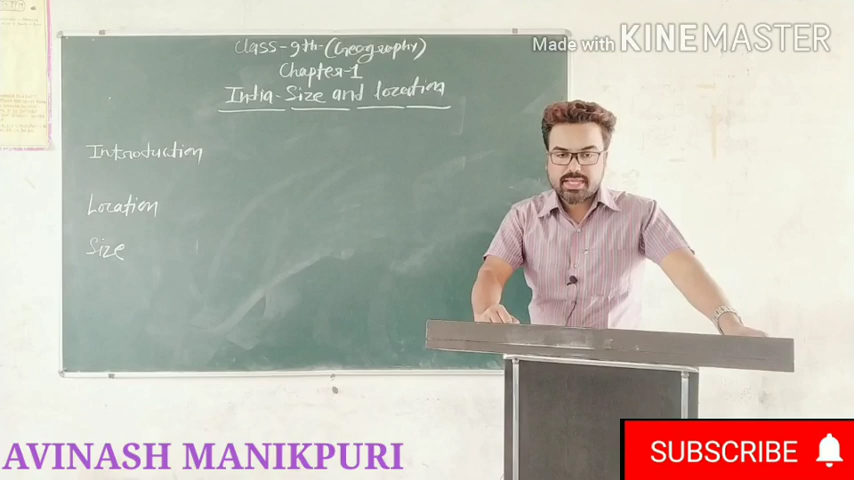 Class-9th-(Geography)
Chapter-1
India-Size and location
Introduction
Location
Size
Made with KINEMASTER
AVINASH MANIKPURI
SUBSCRIBE